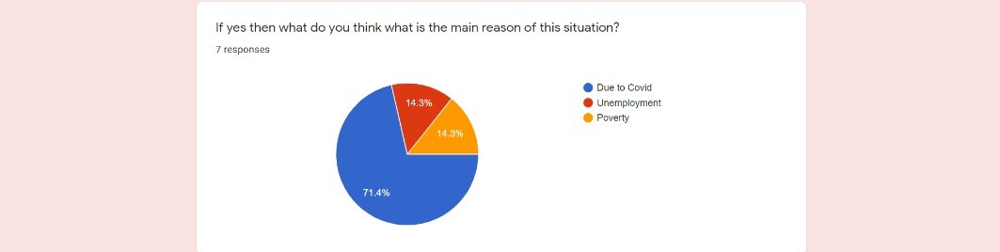 If yes then what do you think what is the main reason of this situation?
7 responses
Due to Covid
Unemployment
Poverty
14.3%
14.3%
71.4%